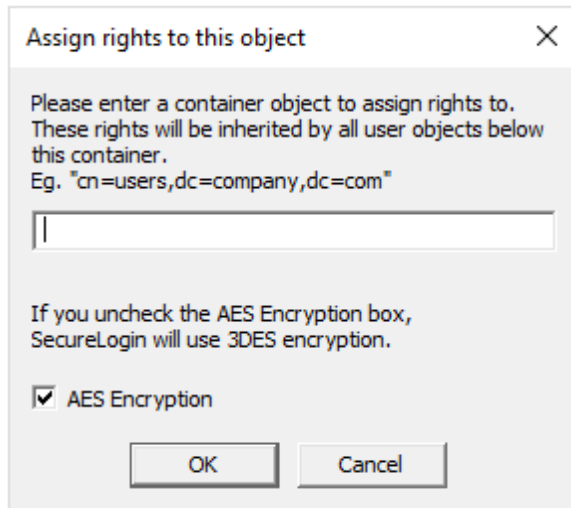 Assign rights to this object
Please enter a container object to assign rights to.
These rights will be inherited by all user objects below
this container.
Eg. "cn=users,dc=company,dc=com"
If you uncheck the AES Encryption box,
SecureLogin will use 3DES encryption.
AES Encryption
OK Cancel